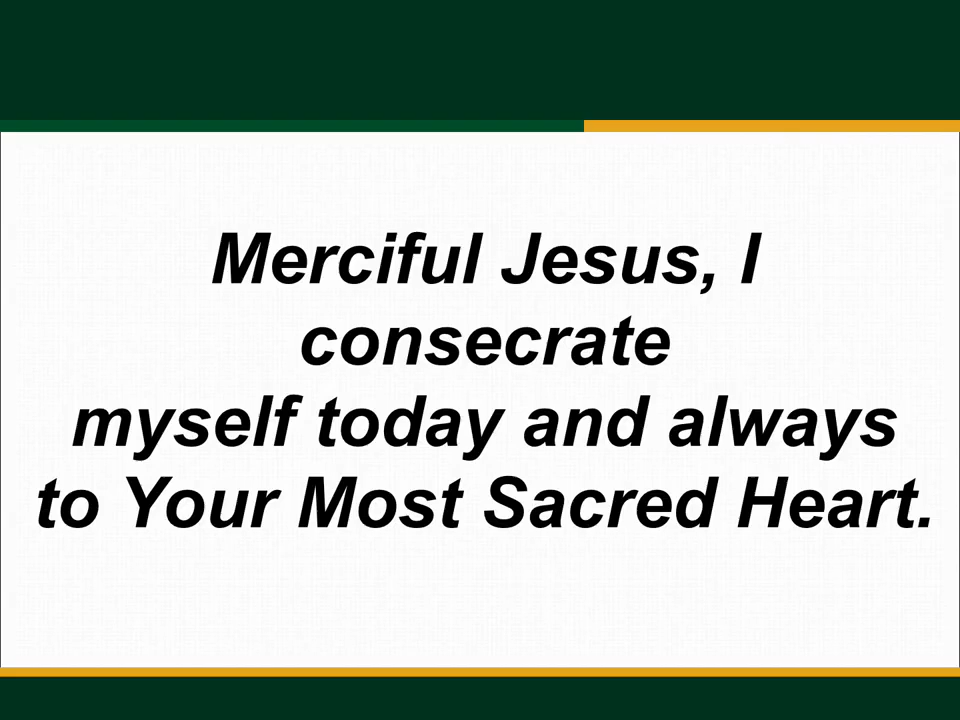 Merciful Jesus, I
consecrate
myself today and always
to Your Most Sacred Heart.